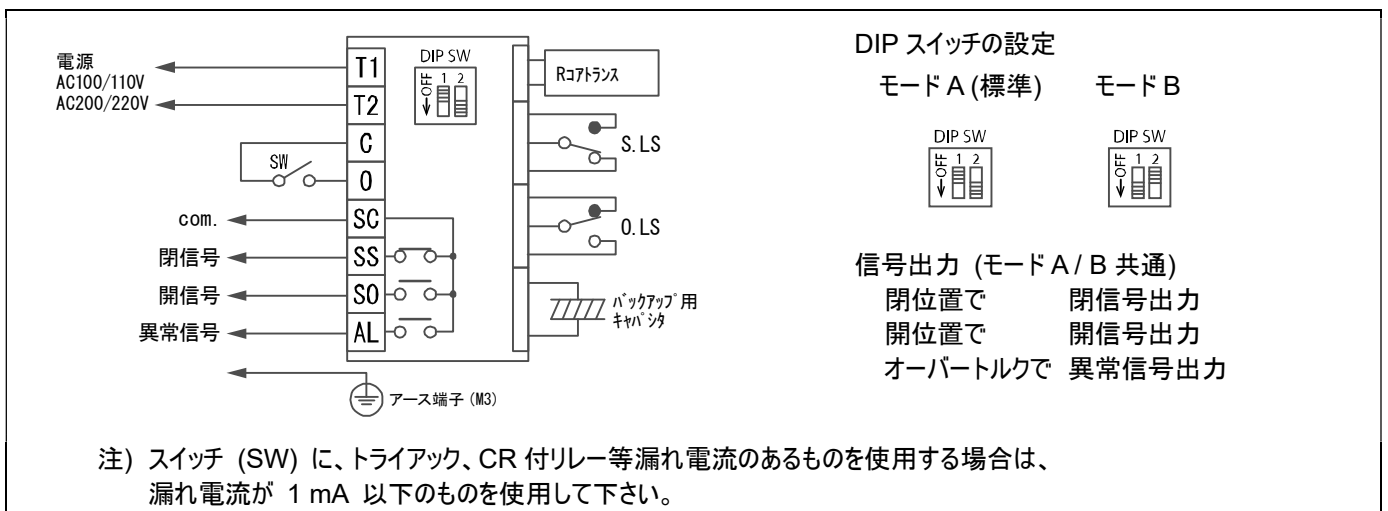 電源
AC100/110V
AC200/220V
T1
T2
C
O
SC
SS
SO
AL
SW
com.
閉信号
開信号
異常信号
アース端子 (M3)
DIP SW
←OFF
1 2
Rコアトランス
S.LS
O.LS
バックアップ用
キャパシタ
DIP スイッチの設定
モード A (標準) モード B
DIP SW DIP SW
←OFF 1 2 ←OFF 1 2
信号出力 (モード A / B 共通)
閉位置で 閉信号出力
開位置で 開信号出力
オーバートルクで 異常信号出力
注) スイッチ (SW) に、トライアック、CR 付リレー等漏れ電流のあるものを使用する場合は、
漏れ電流が 1 mA 以下のものを使用して下さい。